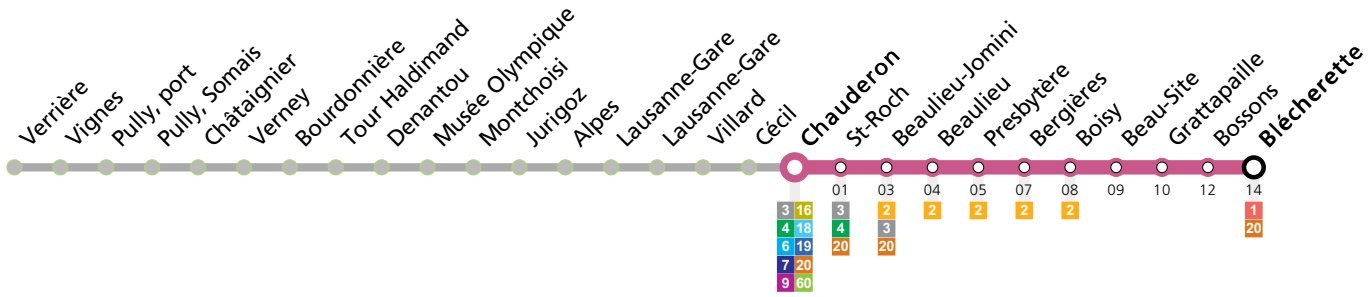 Verrière
Vignes
Pully, port
Pully, Somais
Châtaignier
Verney
Bourdonnière
Tour Haldimand
Denantou
Musée Olympique
Montchoisi
Jurigoz
Alpes
Lausanne-Gare
Lausanne-Gare
Villard
Cécil
Chauderon
St-Roch
Beaulieu-Jomini
Beaulieu
Presbytère
Bergières
Boisy
Beau-Site
Grattapaille
Bossons
Blécherette
01 03 04 05 07 08 09 10 12 14
3 16 3 2 2 2 2 2 1
4 18 4 3 20
6 19 20 20
7 20
9 60